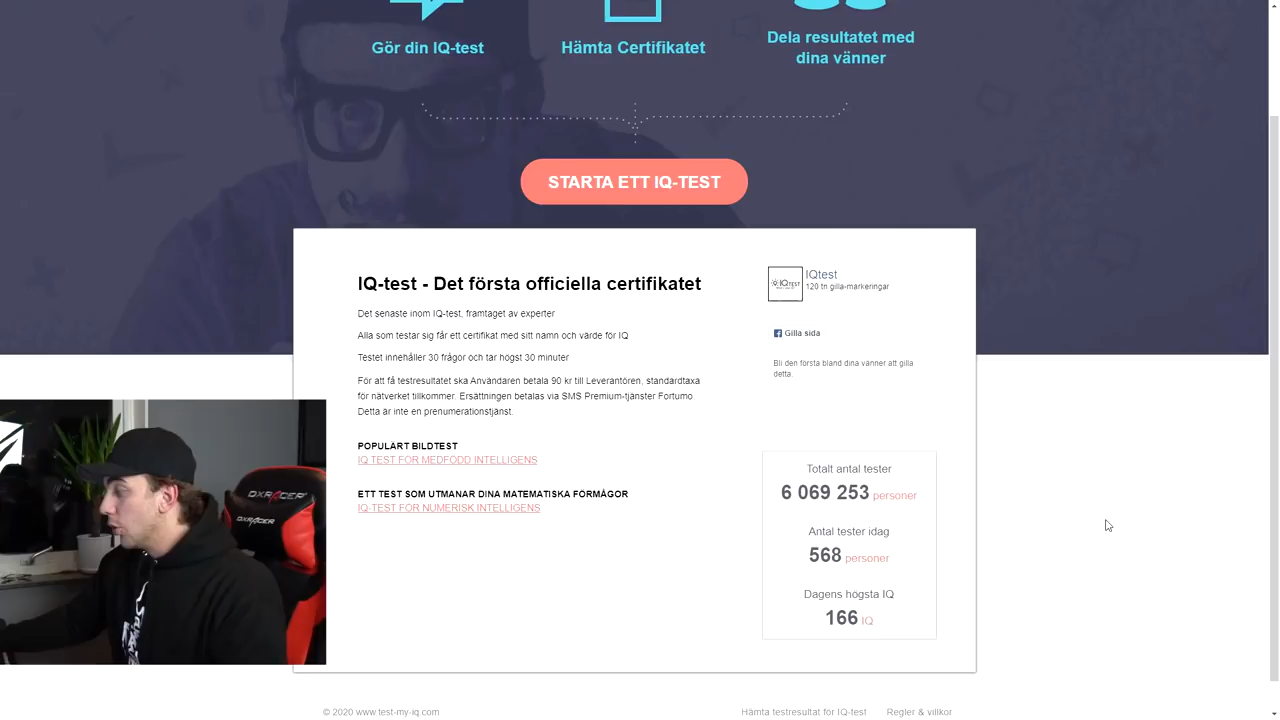 Gör din IQ-test
Hämta Certifikatet
Dela resultatet med
dina vänner
STARTA ETT IQ-TEST
IQ-test - Det första officiella certifikatet
Det senaste inom IQ-test, framtaget av experter
Alla som testar sig får ett certifikat med sitt namn och värde för IQ
Testet innehåller 30 frågor och tar högst 30 minuter
För att få testresultatet ska Användaren betala 90 kr till Leverantören, standardtaxa
för nätverket tillkommer. Ersättningen betalas via SMS Premium-tjänster Fortumo.
Detta är inte en prenumerationstjänst.
POPULÄRT BILDTEST
IQ TEST FÖR MEDFÖDD INTELLIGENS
ETT TEST SOM UTMANAR DINA MATEMATISKA FÖRMÅGOR
IQ-TEST FÖR NUMERISK INTELLIGENS
IQTEST
IQtest
120 tn gilla-markeringar
Gilla sida
Bli den första bland dina vänner att gilla
detta.
Totalt antal tester
6 069 253 personer
Antal tester idag
568 personer
Dagens högsta IQ
166 IQ
DXRACER
DXRACER
© 2020 www.test-my-iq.com
Hämta testresultat för IQ-test
Regler & villkor